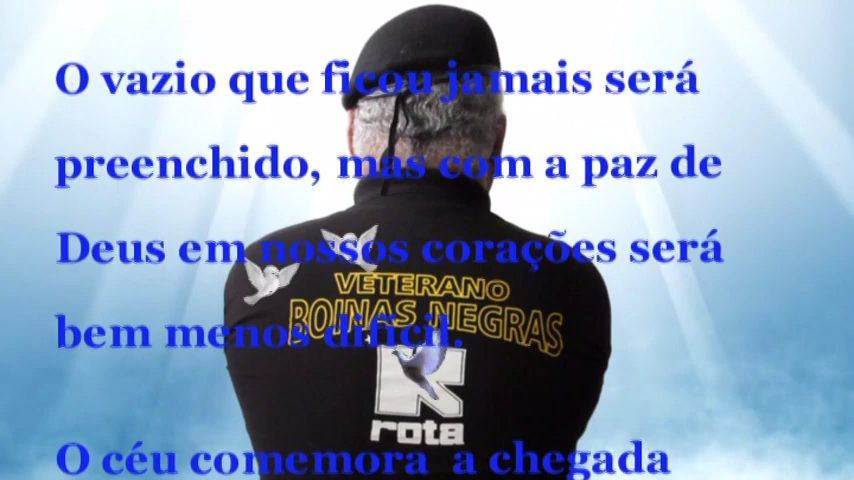 O vazio que ficou jamais será
preenchido, mas com a paz de
Deus em nossos corações será
VETERANO
BOINAS NEGRAS
bem menos difícil.
R
rota
O céu comemora a chegada